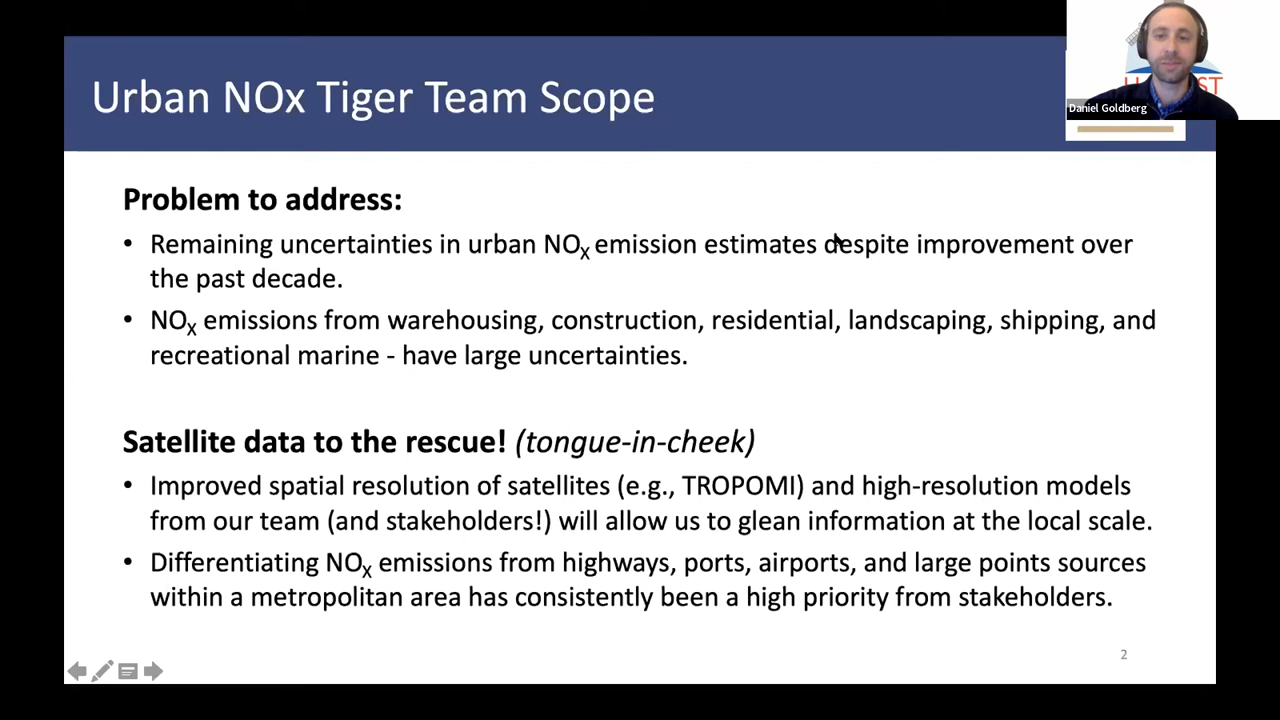 Urban NOx Tiger Team Scope
Daniel Goldberg
Problem to address:
• Remaining uncertainties in urban NOX emission estimates despite improvement over
the past decade.
• NOX emissions from warehousing, construction, residential, landscaping, shipping, and
recreational marine - have large uncertainties.
Satellite data to the rescue! (tongue-in-cheek)
• Improved spatial resolution of satellites (e.g., TROPOMI) and high-resolution models
from our team (and stakeholders!) will allow us to glean information at the local scale.
• Differentiating NOX emissions from highways, ports, airports, and large points sources
within a metropolitan area has consistently been a high priority from stakeholders.
2